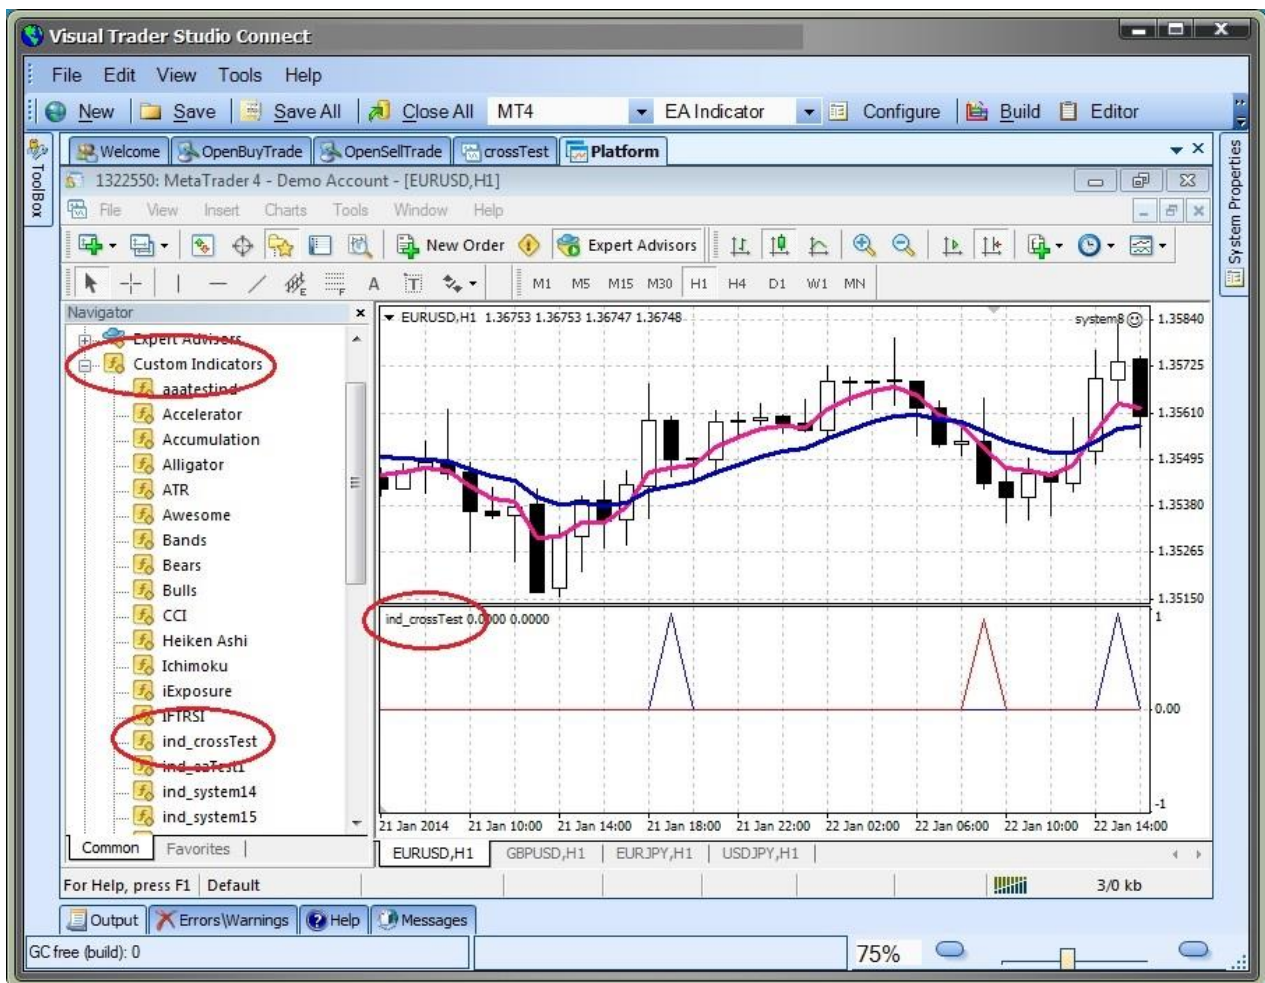 Visual Trader Studio Connect
File Edit View Tools Help
New Save Save All Close All MT4 EA Indicator Configure Build Editor
ToolBox
Welcome OpenBuyTrade OpenSellTrade crossTest Platform
System Properties
1322550: MetaTrader 4 - Demo Account - [EURUSD,H1]
File View Insert Charts Tools Window Help
New Order Expert Advisors
A T M1 M5 M15 M30 H1 H4 D1 W1 MN
Navigator
Expert Advisors
Custom Indicators
aaatestind
Accelerator
Accumulation
Alligator
ATR
Awesome
Bands
Bears
Bulls
CCI
Heiken Ashi
Ichimoku
iExposure
IFTRSI
ind_crossTest
ind_eaTest1
ind_system14
ind_system15
Common Favorites
EURUSD,H1 1.36753 1.36753 1.36747 1.36748
system8
1.35840
1.35725
1.35610
1.35495
1.35380
1.35265
1.35150
ind_crossTest 0.0000 0.0000
1
0.00
-1
21 Jan 2014 21 Jan 10:00 21 Jan 14:00 21 Jan 18:00 21 Jan 22:00 22 Jan 02:00 22 Jan 06:00 22 Jan 10:00 22 Jan 14:00
EURUSD,H1 GBPUSD,H1 EURJPY,H1 USDJPY,H1
For Help, press F1 Default 3/0 kb
Output Errors\Warnings Help Messages
GC free (build): 0 75%